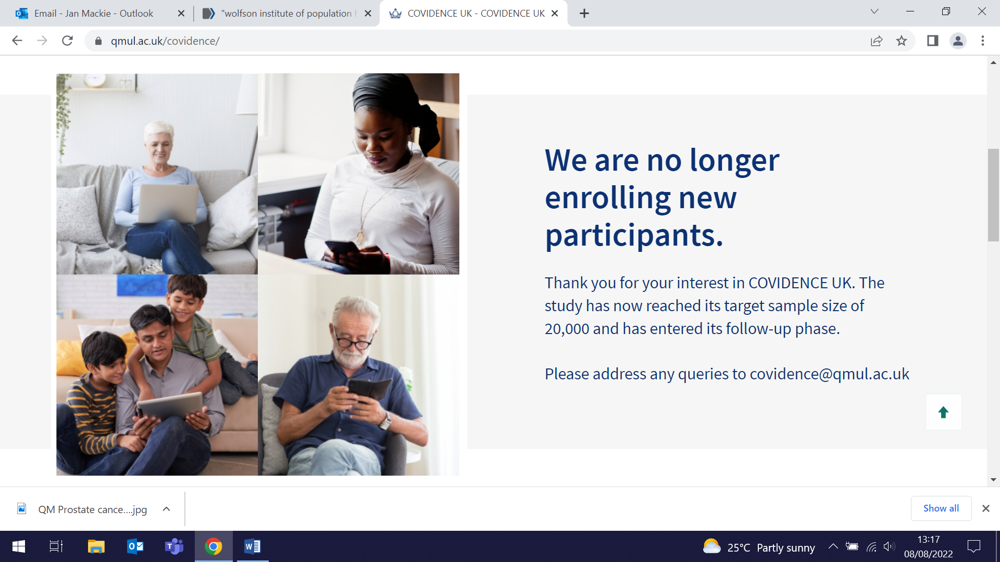 Email - Jan Mackie - Outlook
"wolfson institute of population
COVIDENCE UK - COVIDENCE UK
qmul.ac.uk/covidence/
We are no longer
enrolling new
participants.
Thank you for your interest in COVIDENCE UK. The
study has now reached its target sample size of
20,000 and has entered its follow-up phase.
Please address any queries to covidence@qmul.ac.uk
QM Prostate cance....jpg
Show all
25°C Partly sunny
13:17
08/08/2022